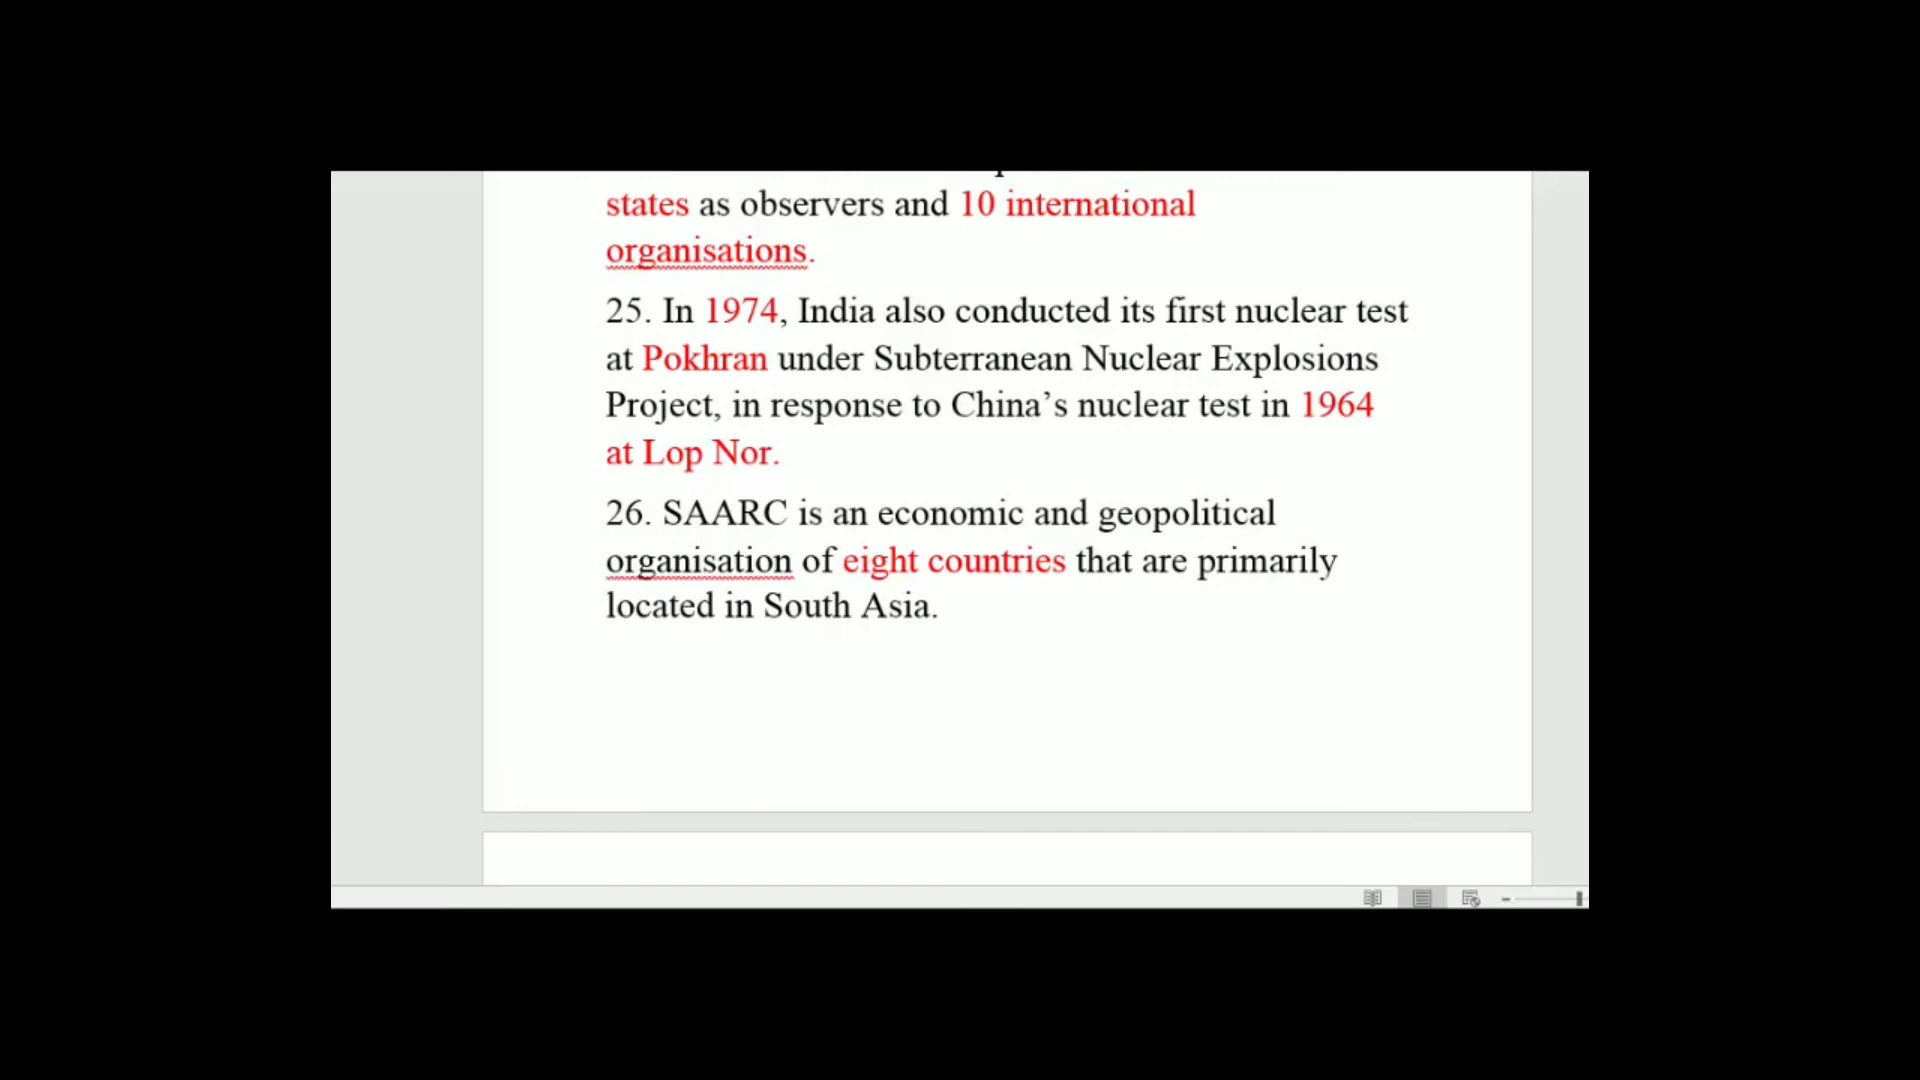 states as observers and 10 international
organisations.
25. In 1974, India also conducted its first nuclear test
at Pokhran under Subterranean Nuclear Explosions
Project, in response to China’s nuclear test in 1964
at Lop Nor.
26. SAARC is an economic and geopolitical
organisation of eight countries that are primarily
located in South Asia.